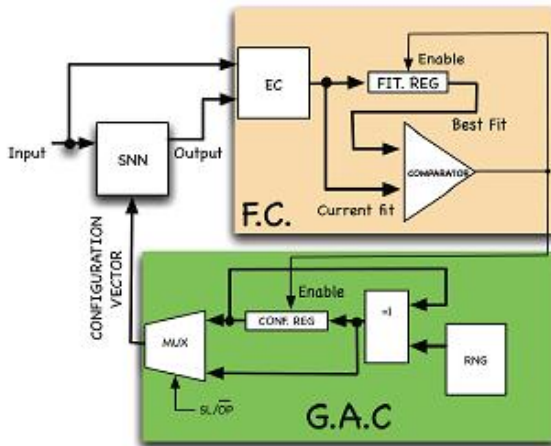 Enable
EC
FIT. REG
Best Fit
Input
SNN
Output
COMPARATOR
Current fit
F.C.
CONFIGURATION
VECTOR
Enable
MUX
CONF. REG
=1
RNG
SL/OP
G.A.C